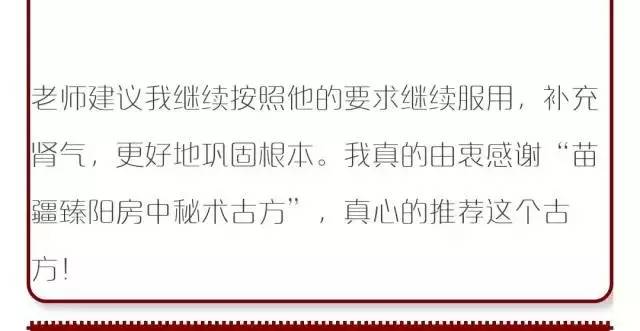 老师建议我继续按照他的要求继续服用，补充
肾气，更好地巩固根本。我真的由衷感谢“苗
疆臻阳房中秘术古方”，真心的推荐这个古
方！